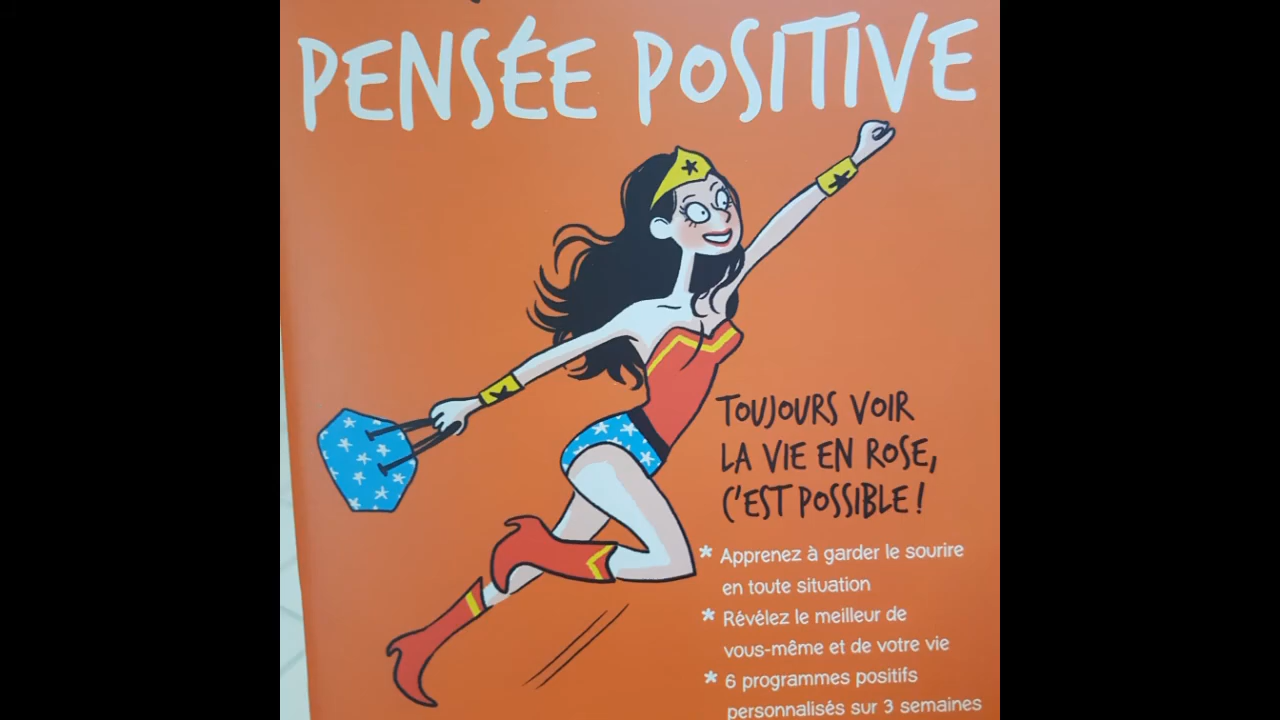 PENSÉE POSITIVE
TOUJOURS VOIR
LA VIE EN ROSE,
C'EST POSSIBLE !
* Apprenez à garder le sourire
en toute situation
* Révélez le meilleur de
vous-même et de votre vie
* 6 programmes positifs
personnalisés sur 3 semaines